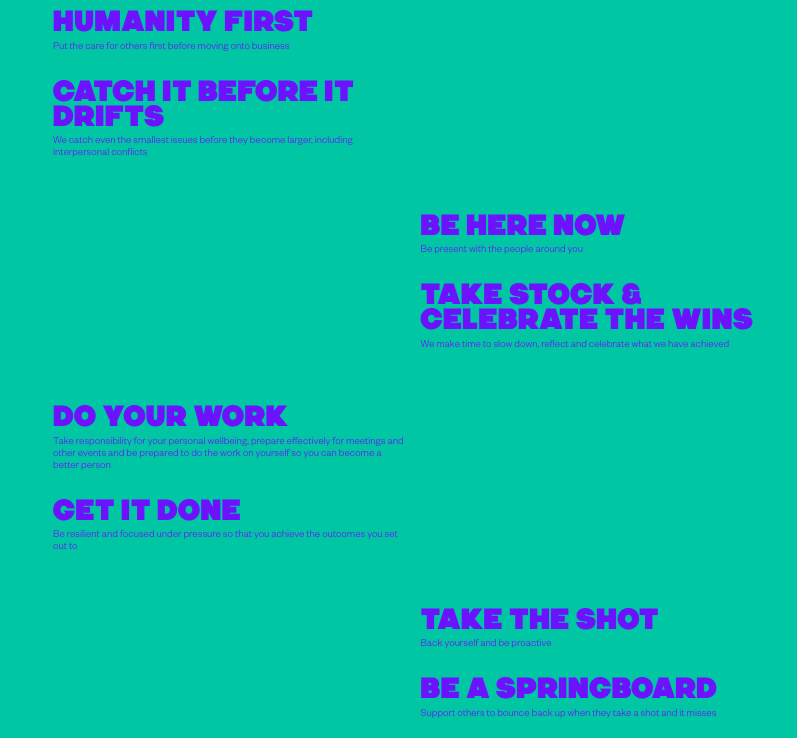 HUMANITY FIRST
Put the care for others first before moving onto business
CATCH IT BEFORE IT
DRIFTS
We catch even the smallest issues before they become larger, including
interpersonal conflicts
BE HERE NOW
Be present with the people around you
TAKE STOCK &
CELEBRATE THE WINS
We make time to slow down, reflect and celebrate what we have achieved
DO YOUR WORK
Take responsibility for your personal wellbeing, prepare effectively for meetings and
other events and be prepared to do the work on yourself so you can become a
better person
GET IT DONE
Be resilient and focused under pressure so that you achieve the outcomes you set
out to
TAKE THE SHOT
Back yourself and be proactive
BE A SPRINGBOARD
Support others to bounce back up when they take a shot and it misses